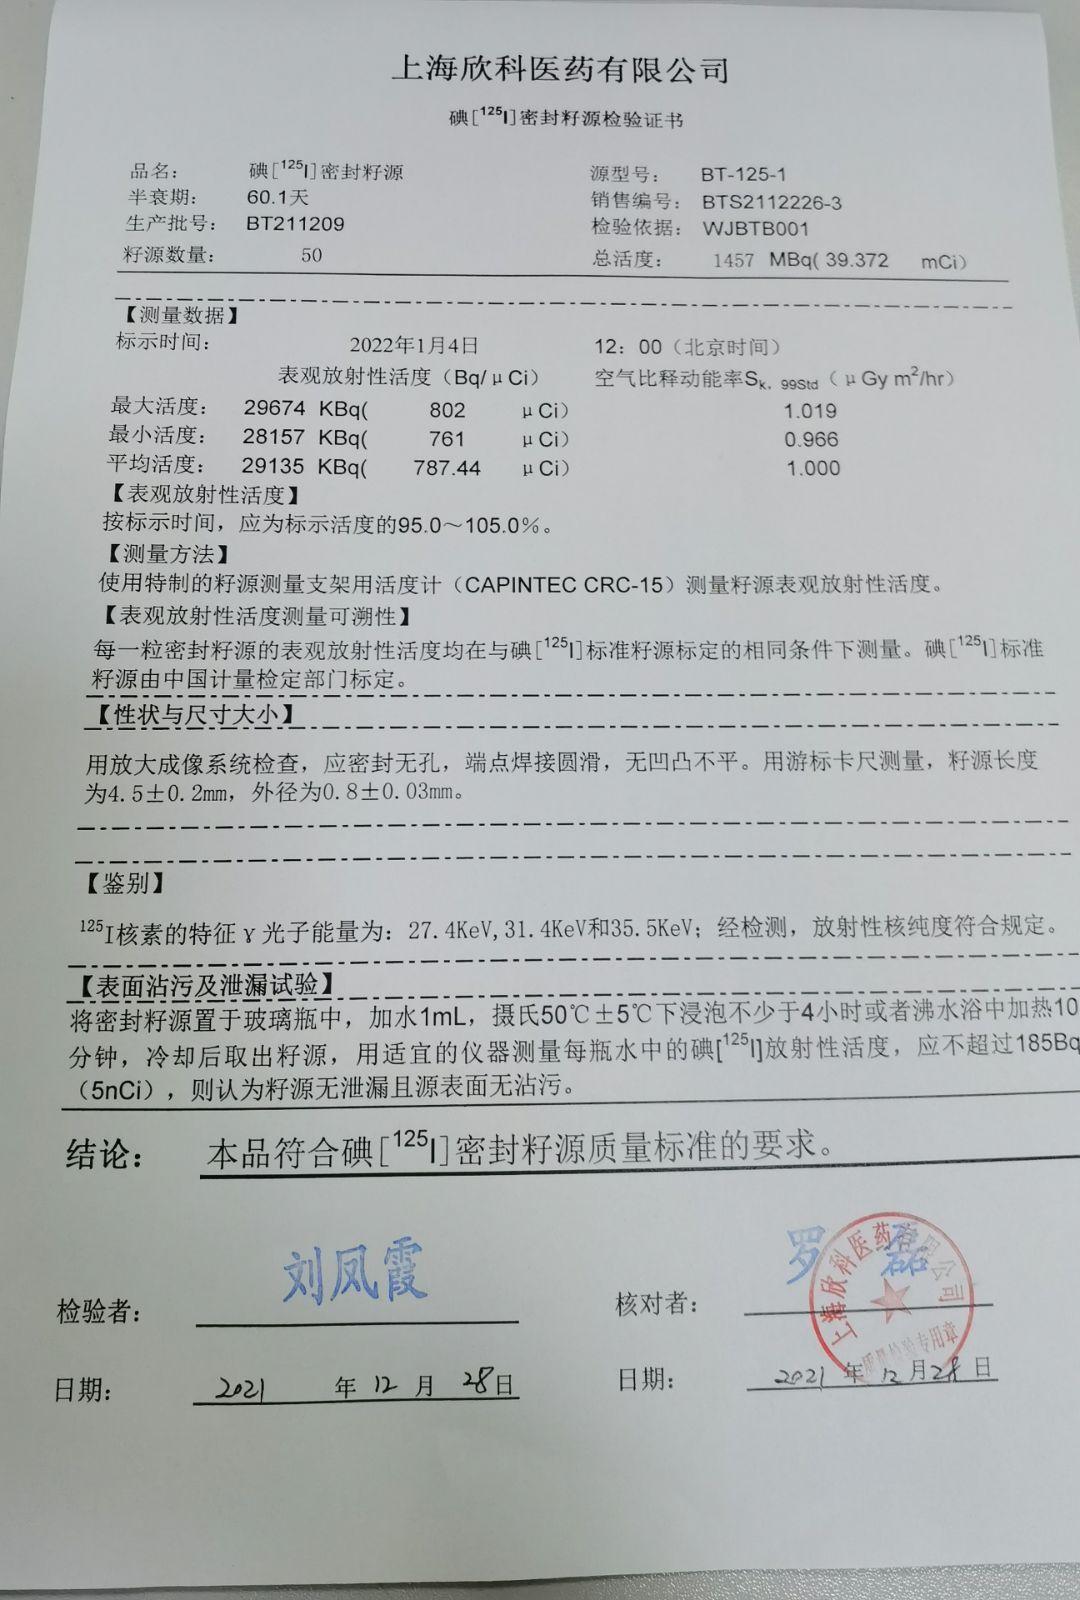 上海欣科医药有限公司
碘[¹²⁵I]密封籽源检验证书
品名： 碘[¹²⁵I]密封籽源 源型号： BT-125-1
半衰期： 60.1天 销售编号： BTS2112226-3
生产批号： BT211209 检验依据： WJBTB001
籽源数量： 50 总活度： 1457 MBq( 39.372 mCi）
【测量数据】
标示时间： 2022年1月4日 12：00（北京时间）
表观放射性活度（Bq/μCi） 空气比释动能率Sk，99Std（μGy m²/hr）
最大活度： 29674 KBq( 802 μCi） 1.019
最小活度： 28157 KBq( 761 μCi） 0.966
平均活度： 29135 KBq( 787.44 μCi） 1.000
【表观放射性活度】
按标示时间，应为标示活度的95.0～105.0%。
【测量方法】
使用特制的籽源测量支架用活度计（CAPINTEC CRC-15）测量籽源表观放射性活度。
【表观放射性活度测量可溯性】
每一粒密封籽源的表观放射性活度均在与碘[¹²⁵I]标准籽源标定的相同条件下测量。碘[¹²⁵I]标准
籽源由中国计量检定部门标定。
【性状与尺寸大小】
用放大成像系统检查，应密封无孔，端点焊接圆滑，无凹凸不平。用游标卡尺测量，籽源长度
为4.5±0.2mm，外径为0.8±0.03mm。
【鉴别】
¹²⁵I核素的特征γ光子能量为：27.4KeV,31.4KeV和35.5KeV；经检测，放射性核纯度符合规定。
【表面沾污及泄漏试验】
将密封籽源置于玻璃瓶中，加水1mL，摄氏50℃±5℃下浸泡不少于4小时或者沸水浴中加热10
分钟，冷却后取出籽源，用适宜的仪器测量每瓶水中的碘[¹²⁵I]放射性活度，应不超过185Bq
（5nCi），则认为籽源无泄漏且源表面无沾污。
结论： 本品符合碘[¹²⁵I]密封籽源质量标准的要求。
检验者： 刘凤霞 核对者： 罗磊
上海欣科医药有限公司
质量检验专用章
日期： 2021 年 12 月 28日 日期： 2021 年 12 月 28 日